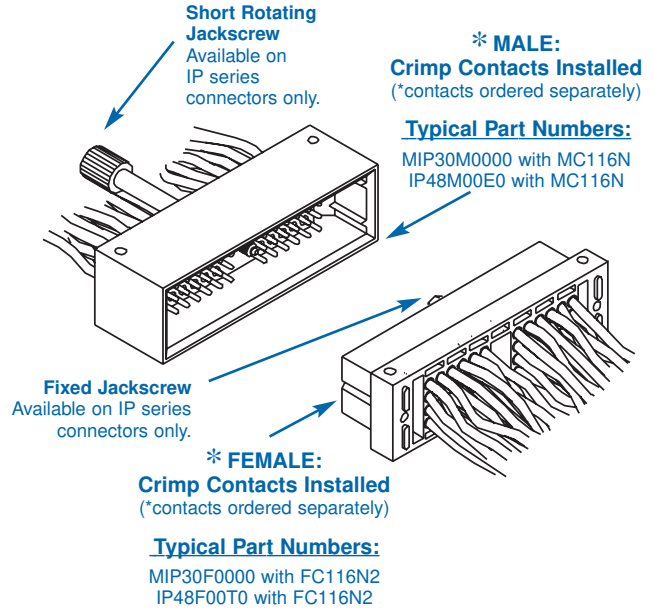 Short Rotating
Jackscrew
Available on
IP series
connectors only.
* MALE:
Crimp Contacts Installed
(*contacts ordered separately)
Typical Part Numbers:
MIP30M0000 with MC116N
IP48M00E0 with MC116N
Fixed Jackscrew
Available on IP series
connectors only.
* FEMALE:
Crimp Contacts Installed
(*contacts ordered separately)
Typical Part Numbers:
MIP30F0000 with FC116N2
IP48F00T0 with FC116N2